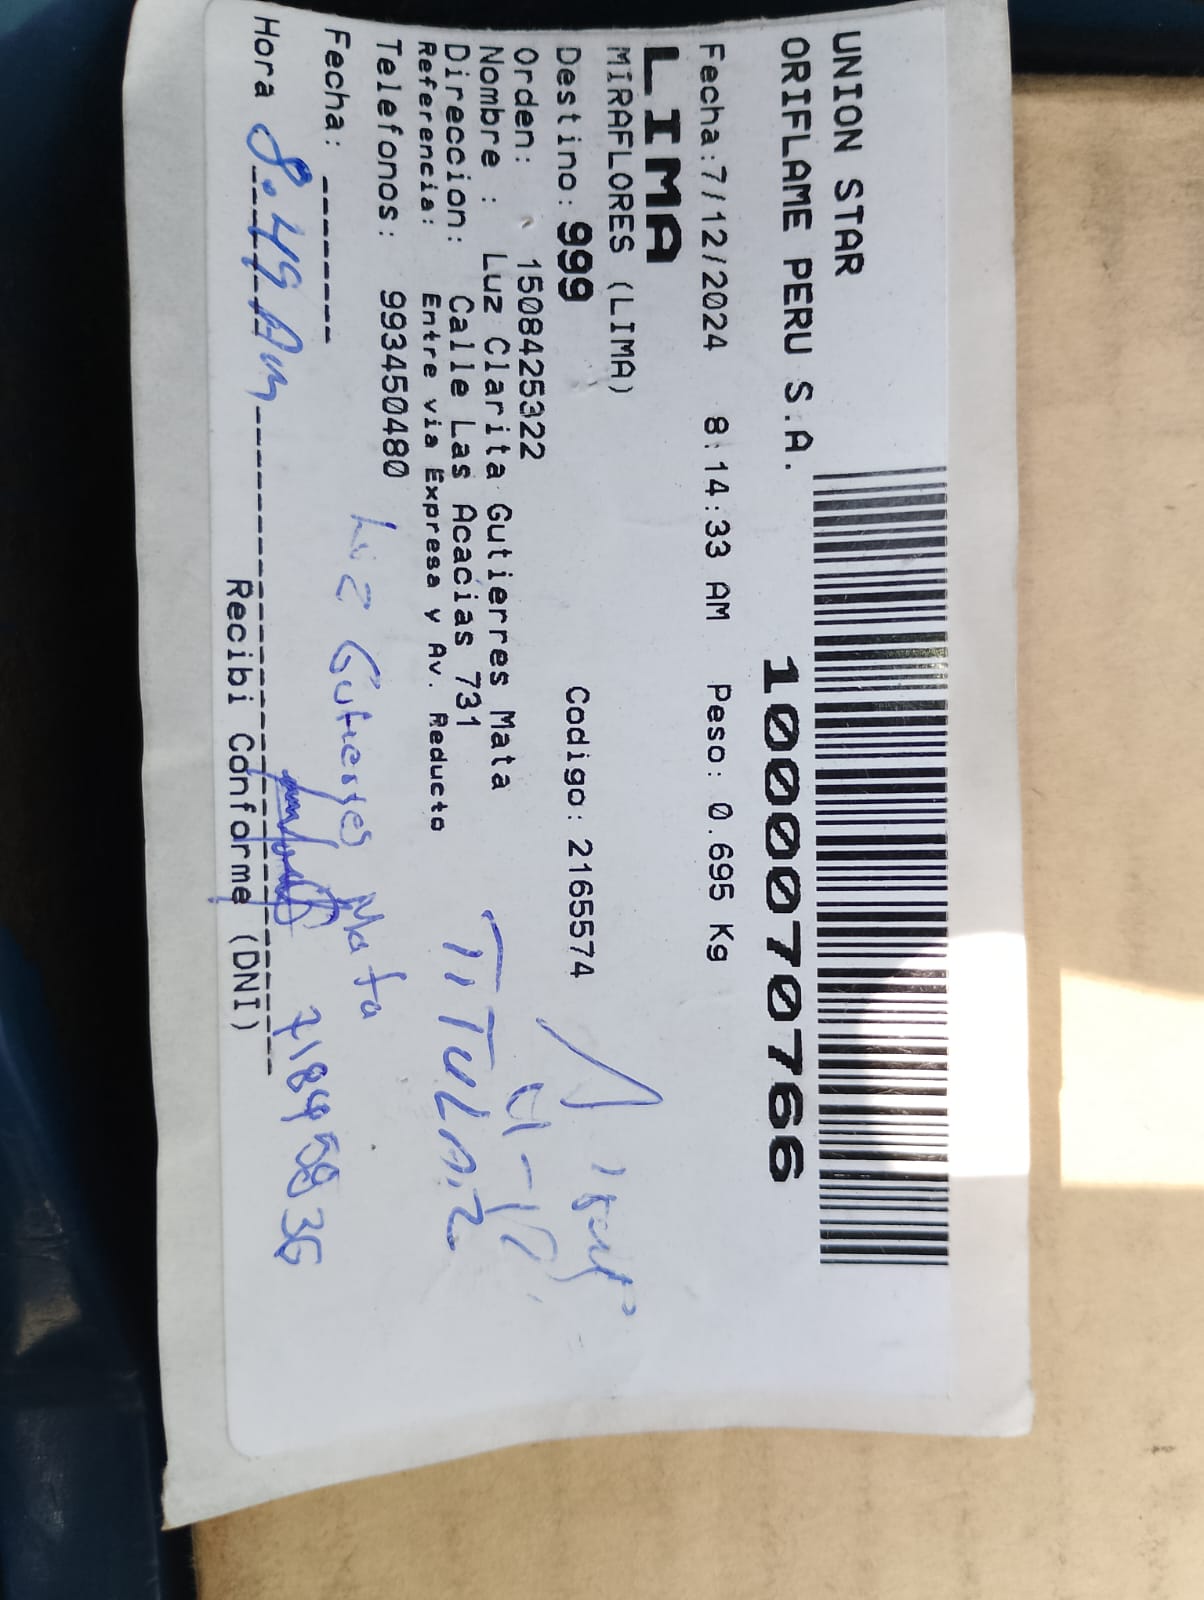 UNION STAR
ORIFLAME PERU S.A.
1000070766
Fecha:7/12/2024 8:14:33 AM Peso: 0.695 Kg
LIMA
MIRAFLORES (LIMA)
Destino: 999 Codigo: 2165574
Orden: 1508425322
Nombre : Luz Clarita Gutierres Mata
Direccion: Calle Las Acacias 731
Referencia: Entre via Expresa y Av. Reducto
TiTULAR
Telefonos: 993450480
Luz Gutierres Mata
Fecha:
Hora 8:49 Am
Recibi Conforme (DNI)